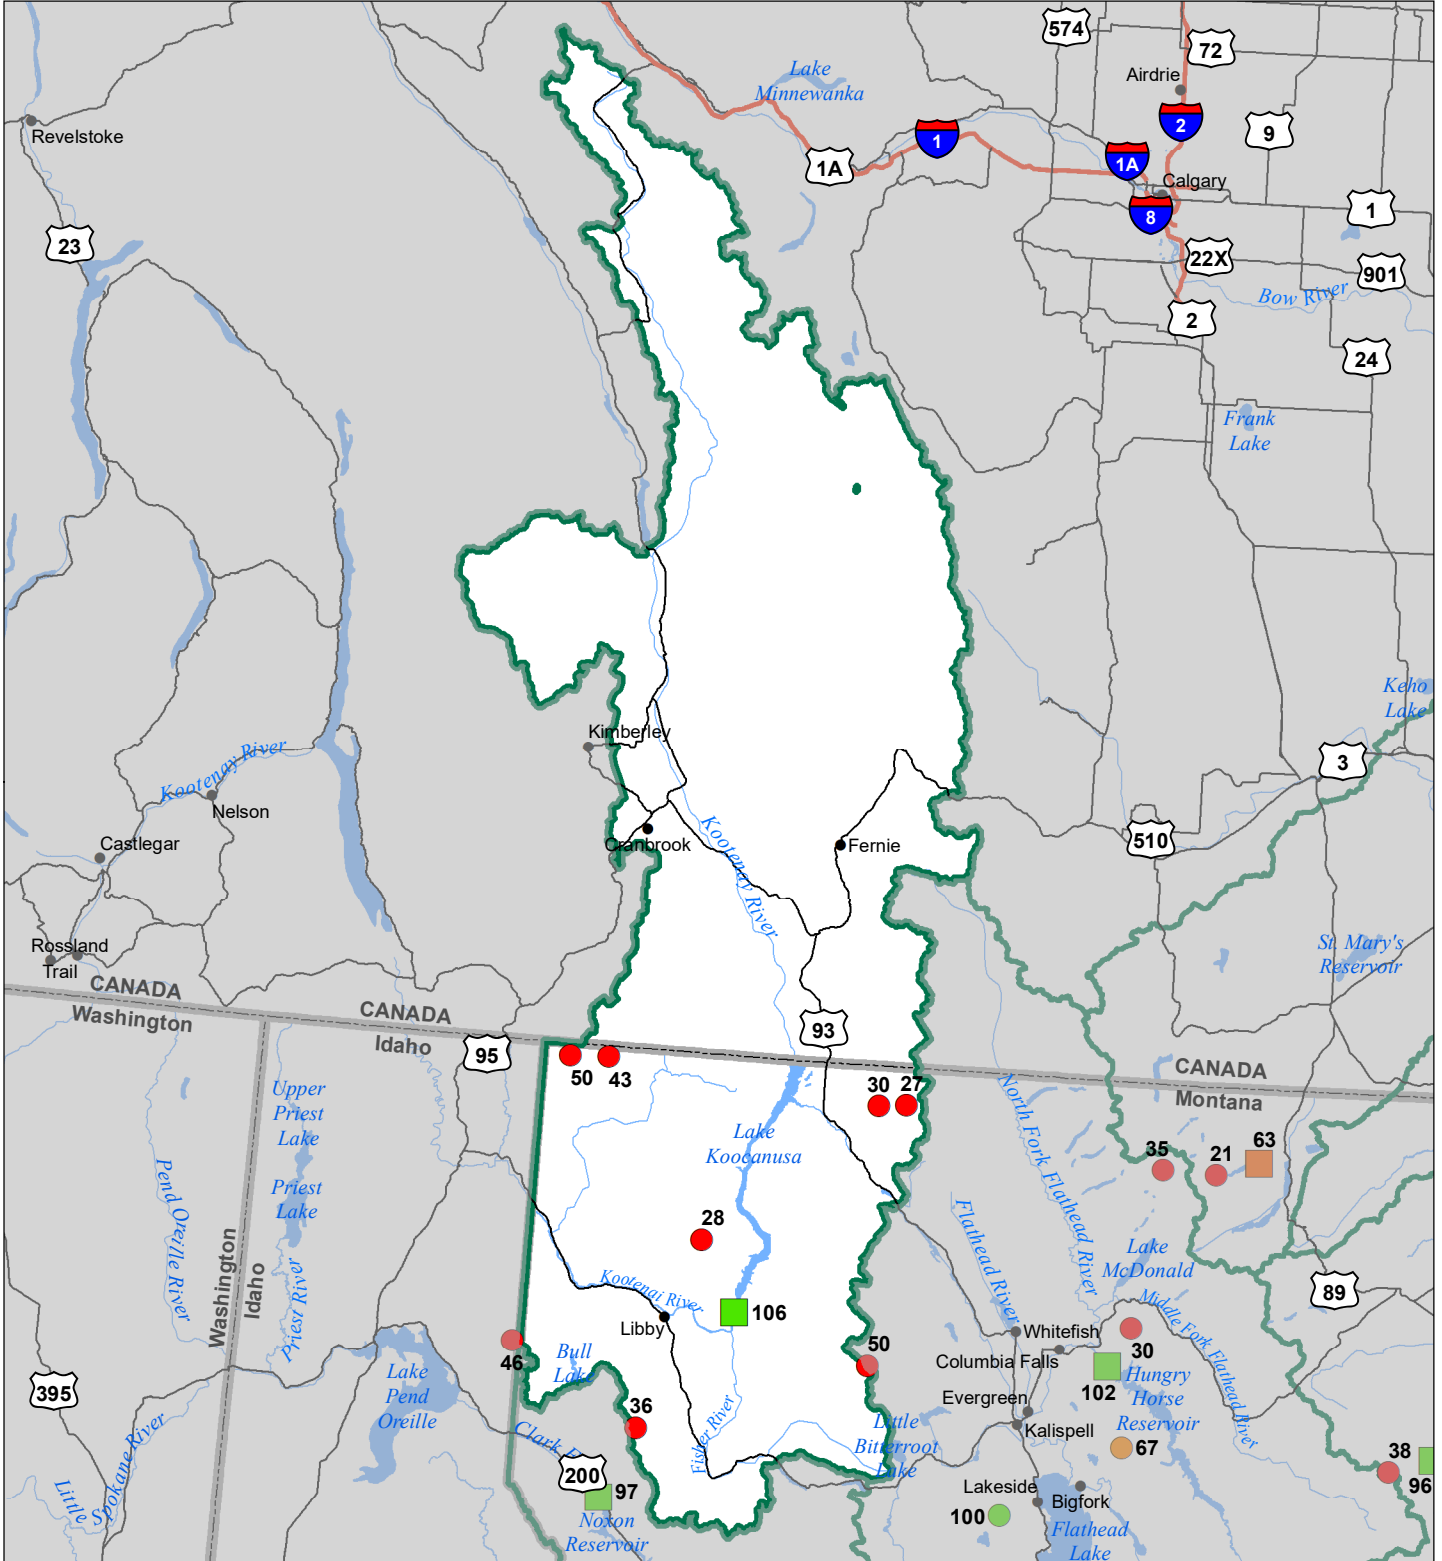 574
72
Airdrie
Lake
Minnewanka
2
9
Revelstoke
1
1A
1A
Calgary
8
1
23
22X
901
Bow River
2
24
Frank
Lake
Keho
Lake
Kimberley
Kootenay River
3
Nelson
Castlegar
Cranbrook
Kootenay River
Fernie
510
Rossland
Trail
St. Mary's
Reservoir
CANADA
Washington
CANADA
Idaho
95
93
CANADA
Montana
50
43
30
27
Upper
Priest
Lake
Priest
Lake
Lake
Koocanusa
35
21
63
North Fork Flathead River
Pend Oreille River
Washington
Idaho
Priest River
28
Flathead River
Lake
McDonald
Middle Fork Flathead River
89
Kootenai River
106
Libby
Whitefish
Columbia Falls
30
46
Bull
Lake
50
102
Hungry
Horse
Reservoir
395
Lake
Pend
Oreille
Evergreen
Kalispell
36
Clark F
Fisher River
Little
Bitterroot
Lake
67
38
96
Little
Spokane River
200
97
Noxon
Reservoir
Lakeside
Bigfork
100
Flathead
Lake